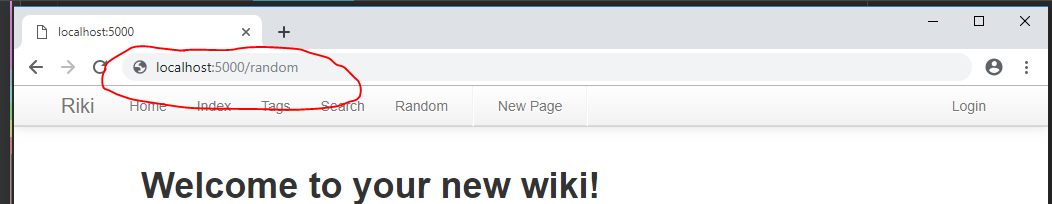 localhost:5000
localhost:5000/random
Riki Home Index Tags Search Random New Page Login
Welcome to your new wiki!